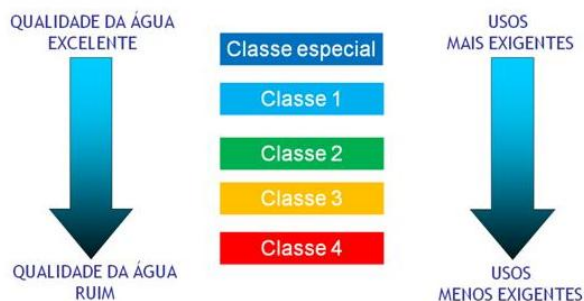 QUALIDADE DA ÁGUA
EXCELENTE
USOS
MAIS EXIGENTES
Classe especial
Classe 1
Classe 2
Classe 3
Classe 4
QUALIDADE DA ÁGUA
RUIM
USOS
MENOS EXIGENTES